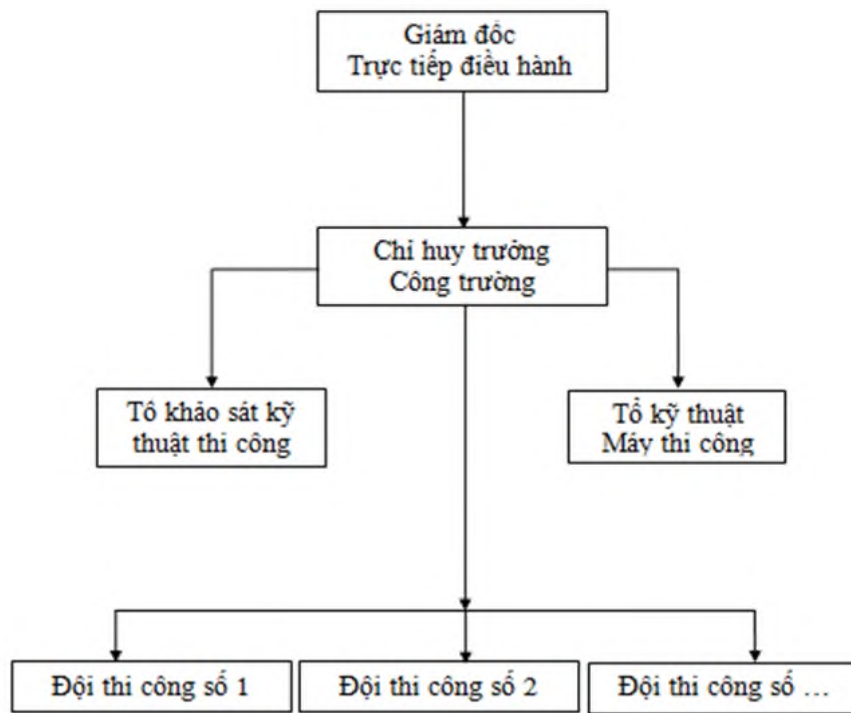 Giám đốc
Trực tiếp điều hành
Chỉ huy trưởng
Công trường
Tổ khảo sát kỹ
thuật thi công
Tổ kỹ thuật
Máy thi công
Đội thi công số 1
Đội thi công số 2
Đội thi công số ...